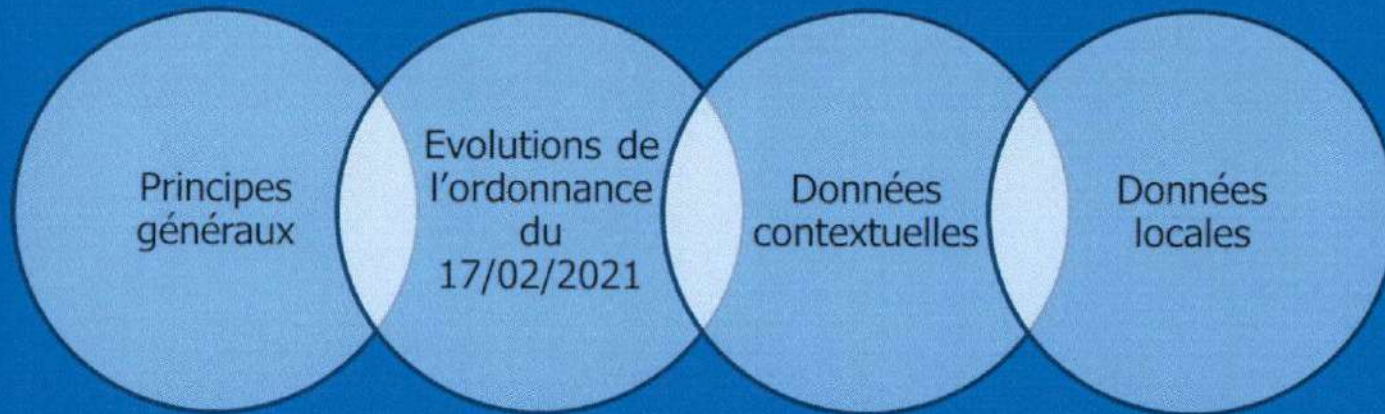 Principes
généraux
Evolutions de
l'ordonnance
du
17/02/2021
Données
contextuelles
Données
locales